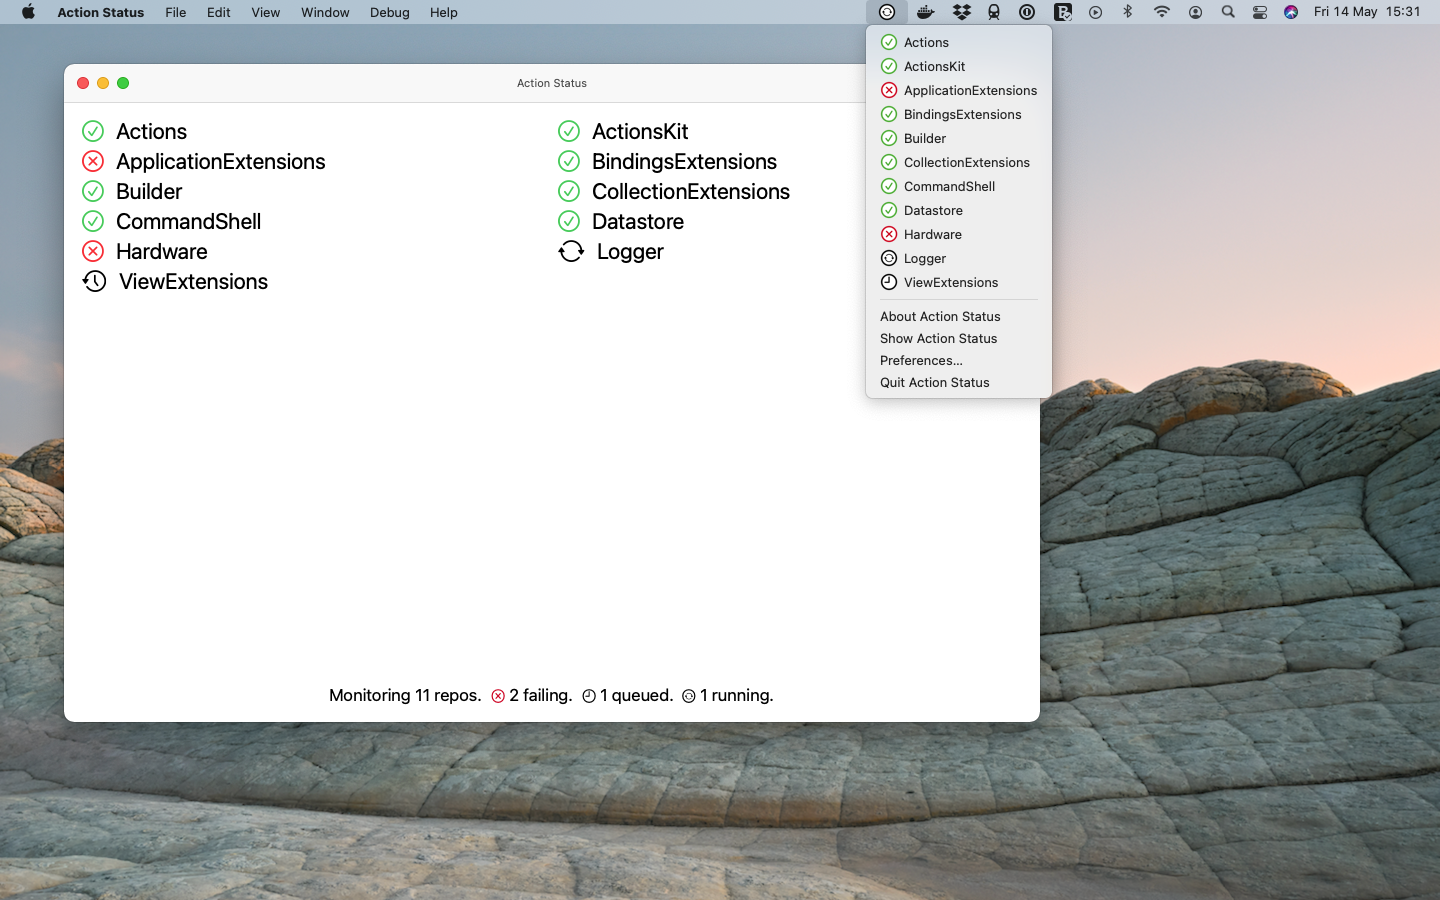 Action Status File Edit View Window Debug Help Fri 14 May 15:31
Action Status
Actions
ApplicationExtensions
Builder
CommandShell
Hardware
ViewExtensions
ActionsKit
BindingsExtensions
CollectionExtensions
Datastore
Logger
Monitoring 11 repos. 2 failing. 1 queued. 1 running.
Actions
ActionsKit
ApplicationExtensions
BindingsExtensions
Builder
CollectionExtensions
CommandShell
Datastore
Hardware
Logger
ViewExtensions
About Action Status
Show Action Status
Preferences...
Quit Action Status